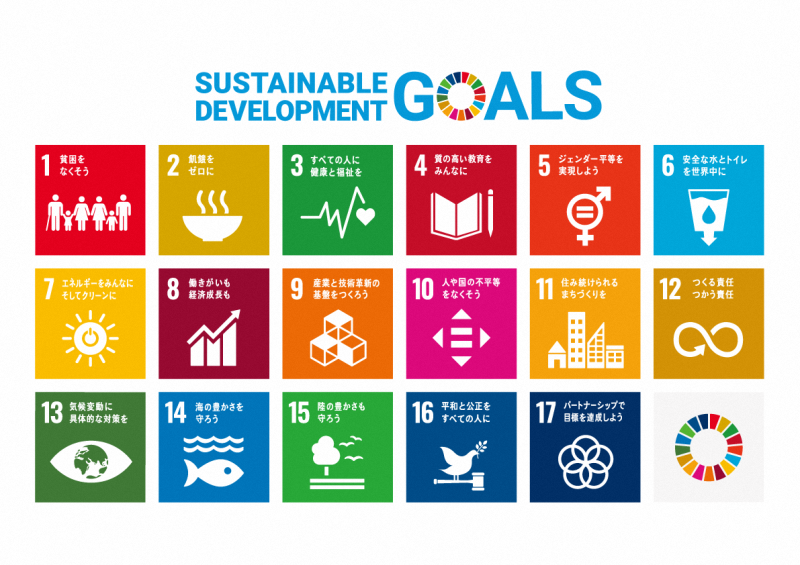 SUSTAINABLE
DEVELOPMENT
GOALS
1 貧困を
なくそう
2 飢餓を
ゼロに
3 すべての人に
健康と福祉を
4 質の高い教育を
みんなに
5 ジェンダー平等を
実現しよう
6 安全な水とトイレ
を世界中に
7 エネルギーをみんなに
そしてクリーンに
8 働きがいも
経済成長も
9 産業と技術革新の
基盤をつくろう
10 人や国の不平等
をなくそう
11 住み続けられる
まちづくりを
12 つくる責任
つかう責任
13 気候変動に
具体的な対策を
14 海の豊かさを
守ろう
15 陸の豊かさも
守ろう
16 平和と公正を
すべての人に
17 パートナーシップで
目標を達成しよう